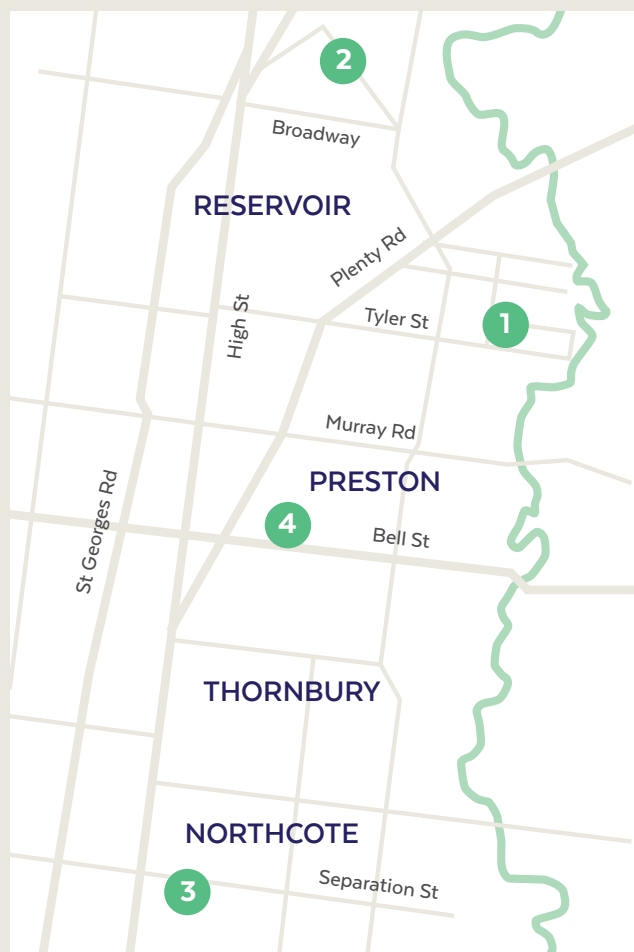 2
Broadway
RESERVOIR
Plenty Rd
High St
Tyler St
1
Murray Rd
PRESTON
St Georges Rd
4
Bell St
THORNBURY
NORTHCOTE
3
Separation St